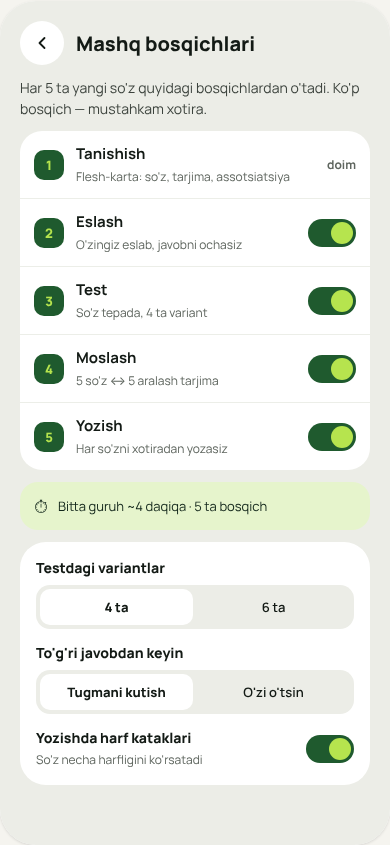 Mashq bosqichlari
Har 5 ta yangi so'z quyidagi bosqichlardan o'tadi. Ko'p
bosqich — mustahkam xotira.
1
Tanishish
Flesh-karta: so'z, tarjima, assotsiatsiya
doim
2
Eslash
O'zingiz eslab, javobni ochasiz
3
Test
So'z tepada, 4 ta variant
4
Moslash
5 so'z ↔ 5 aralash tarjima
5
Yozish
Har so'zni xotiradan yozasiz
Bitta guruh ~4 daqiqa · 5 ta bosqich
Testdagi variantlar
4 ta
6 ta
To'g'ri javobdan keyin
Tugmani kutish
O'zi o'tsin
Yozishda harf kataklari
So'z necha harfligini ko'rsatadi